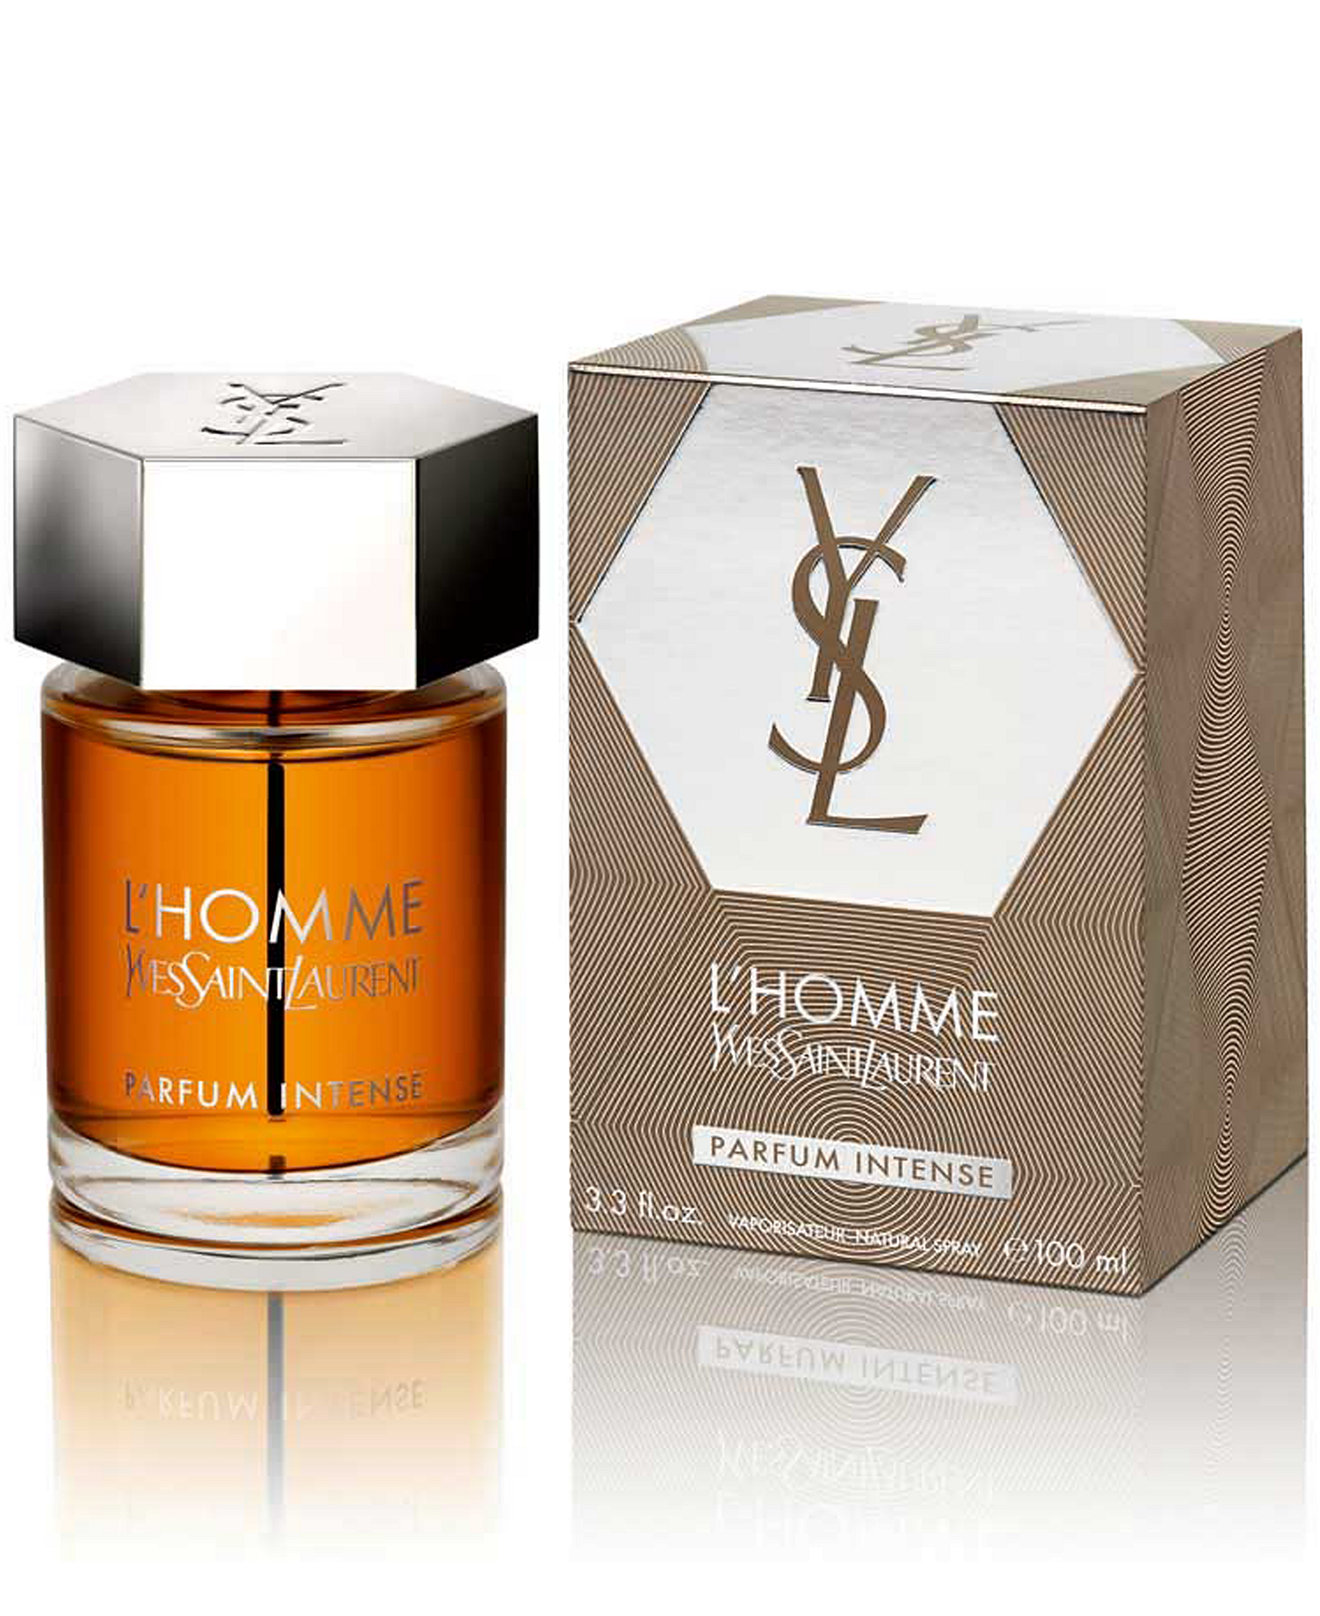 YSL
L'HOMME
YVESSAINTLAURENT
PARFUM INTENSE
YSL
YSL
L'HOMME
YVESSAINTLAURENT
PARFUM INTENSE
3.3 fl.oz. VAPORISATEUR-NATURAL SPRAY ℮100 ml